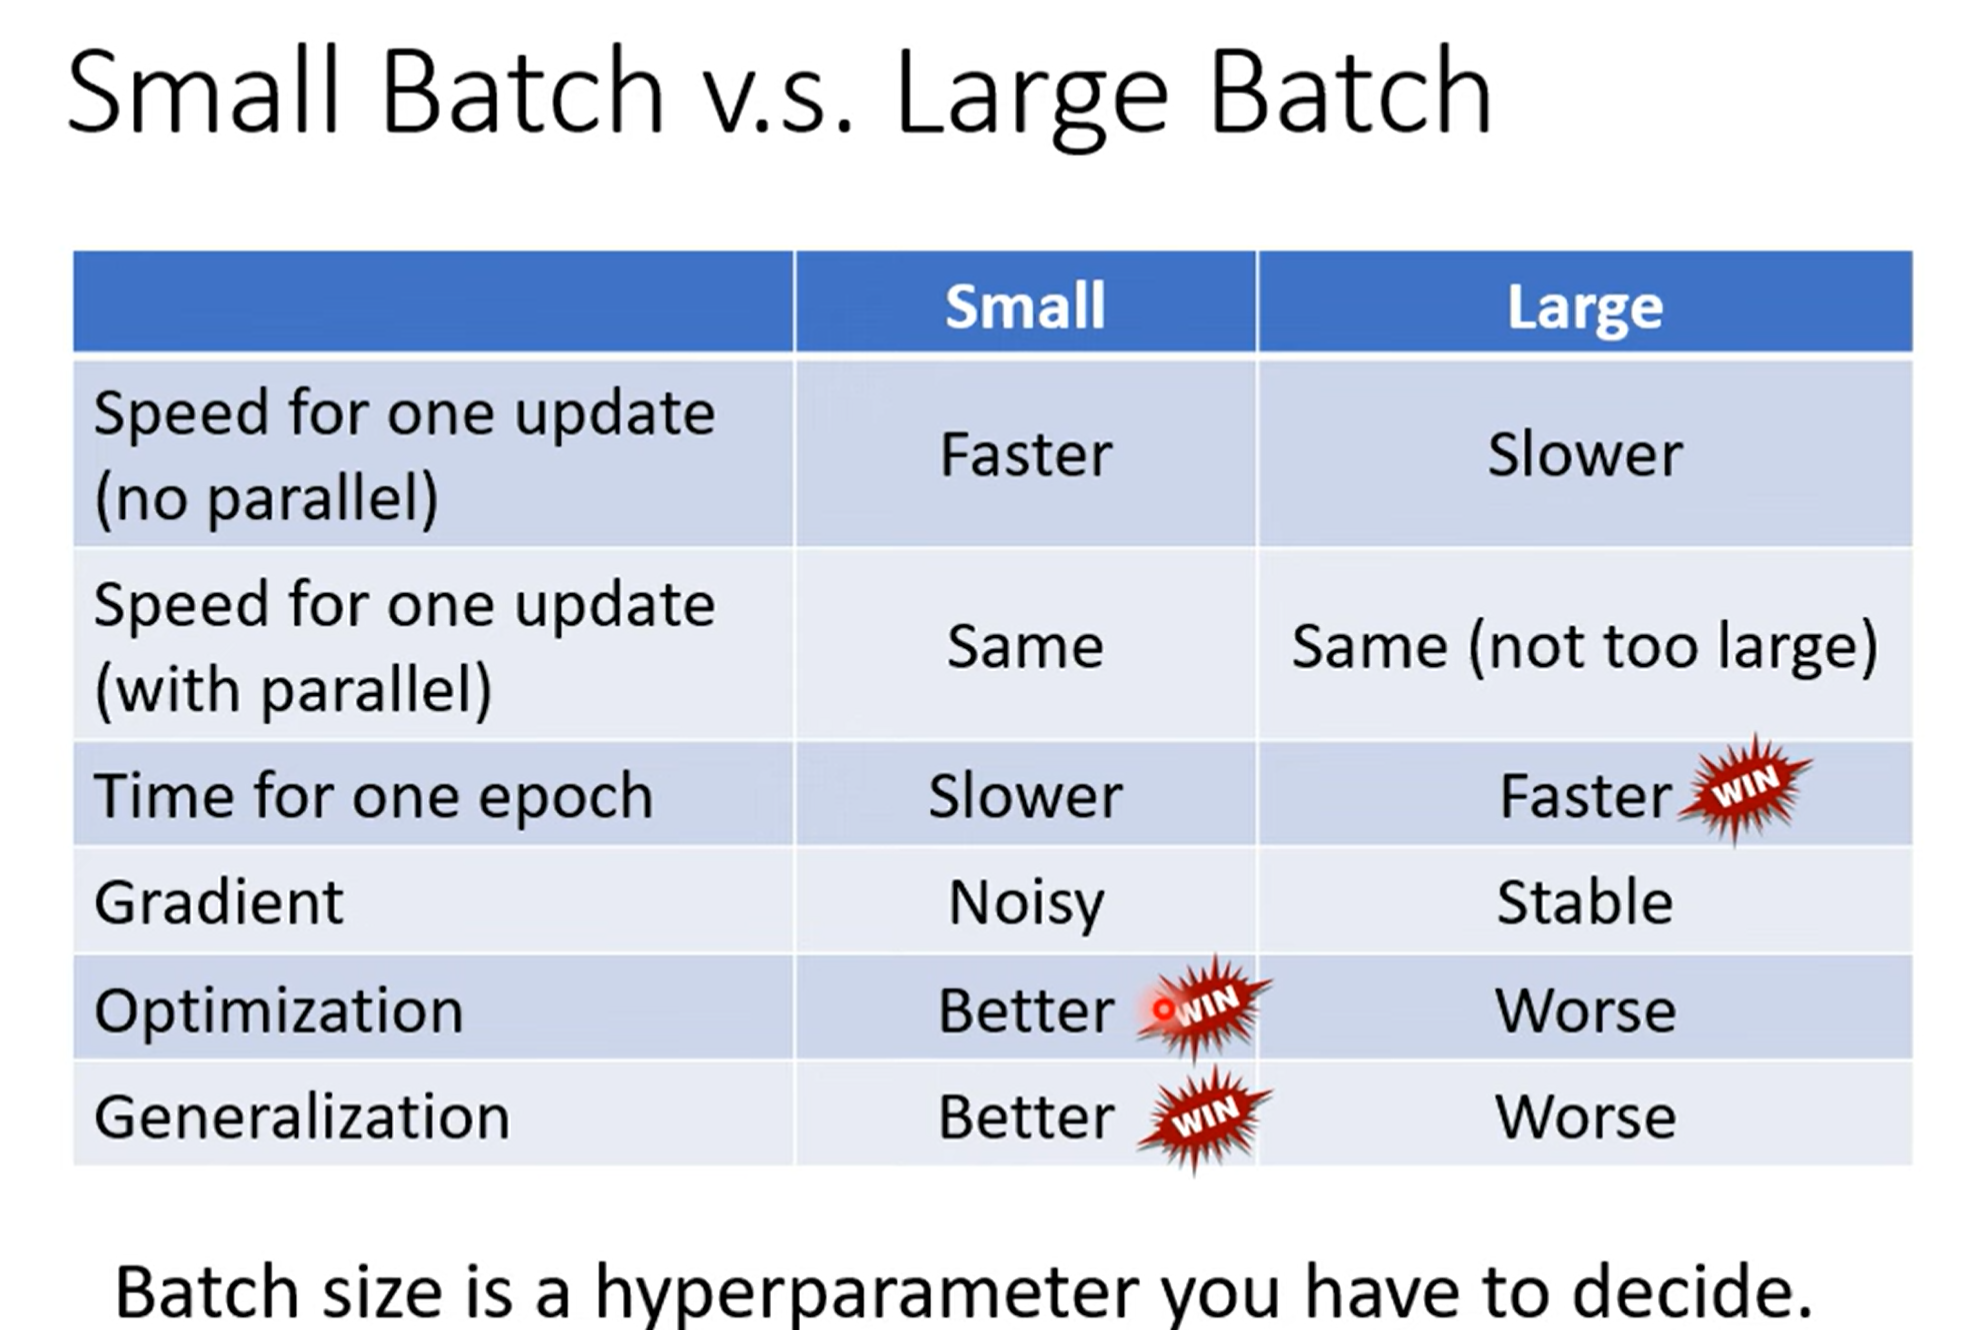 Small Batch v.s. Large Batch
Small Large
Speed for one update
(no parallel)
Faster Slower
Speed for one update
(with parallel)
Same Same (not too large)
Time for one epoch Slower Faster WIN
Gradient Noisy Stable
Optimization Better WIN Worse
Generalization Better WIN Worse
Batch size is a hyperparameter you have to decide.